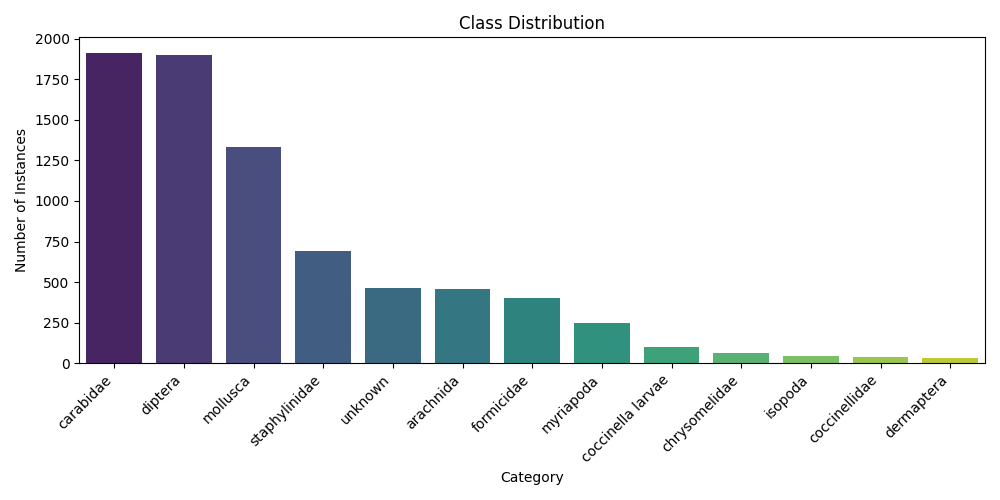 Class Distribution
Number of Instances
2000
1750
1500
1250
1000
750
500
250
0
carabidae
diptera
mollusca
staphylinidae
unknown
arachnida
formicidae
myriapoda
coccinella larvae
chrysomelidae
isopoda
coccinellidae
dermaptera
Category